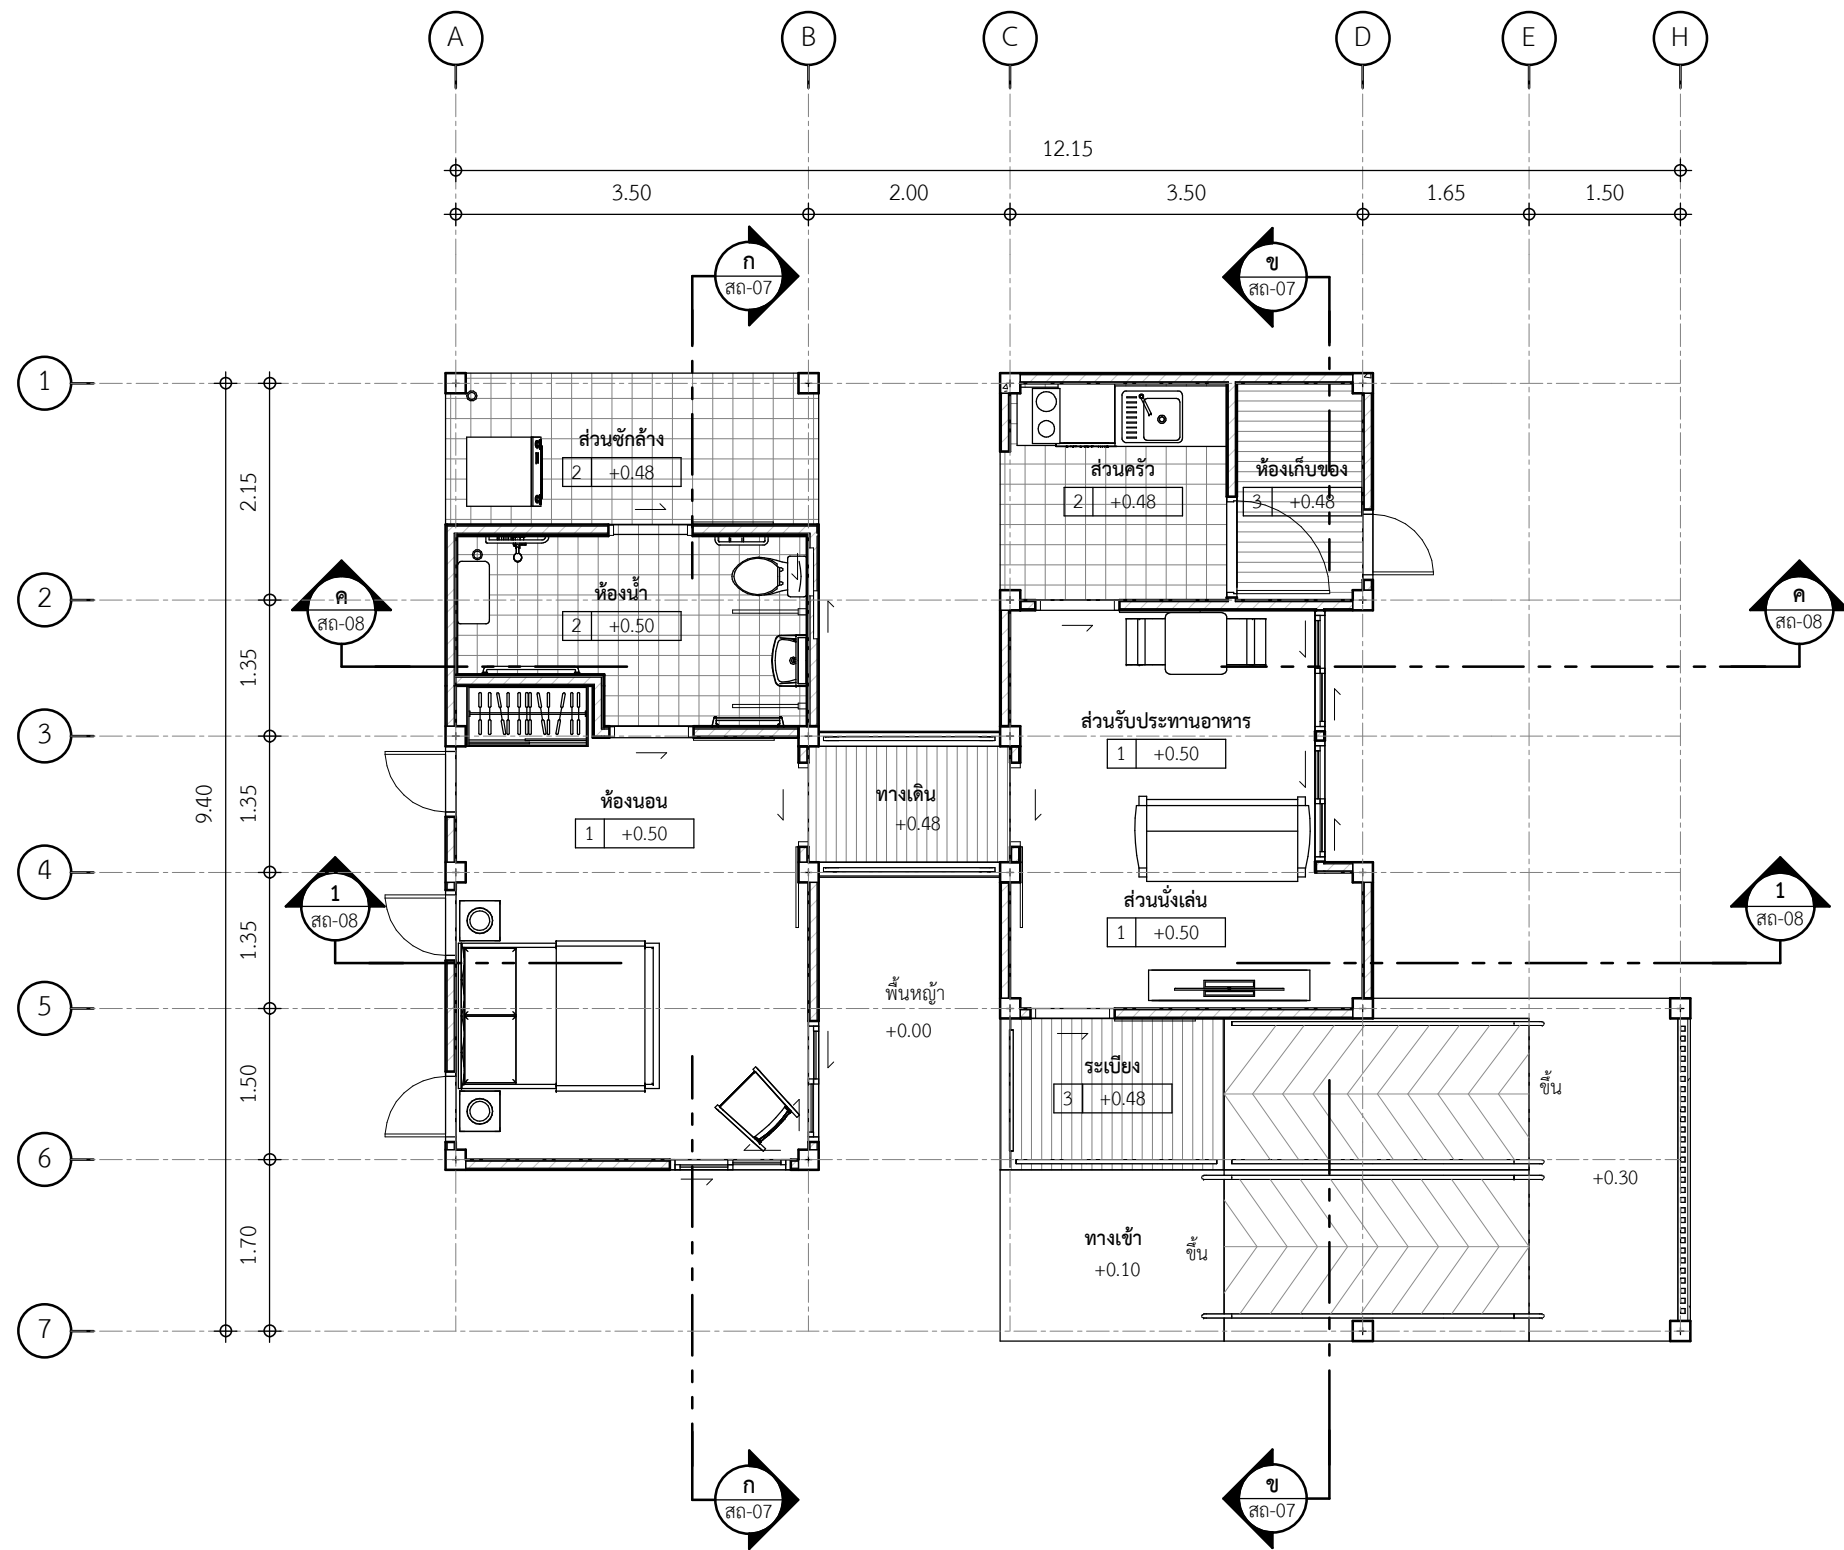 A B C D E H
12.15
3.50 2.00 3.50 1.65 1.50
ก
สถ-07
ข
สถ-07
1
2
3
4
5
6
7
9.40
2.15
1.35
1.35
1.35
1.50
1.70
ส่วนซักล้าง
2 +0.48
ส่วนครัว
2 +0.48
ห้องเก็บของ
3 +0.48
ค
สถ-08
ห้องน้ำ
2 +0.50
ค
สถ-08
ส่วนรับประทานอาหาร
1 +0.50
ห้องนอน
1 +0.50
ทางเดิน
+0.48
1
สถ-08
ส่วนนั่งเล่น
1 +0.50
1
สถ-08
พื้นหญ้า
+0.00
ระเบียง
3 +0.48
ขึ้น
+0.30
ทางเข้า
+0.10
ขึ้น
ก
สถ-07
ข
สถ-07